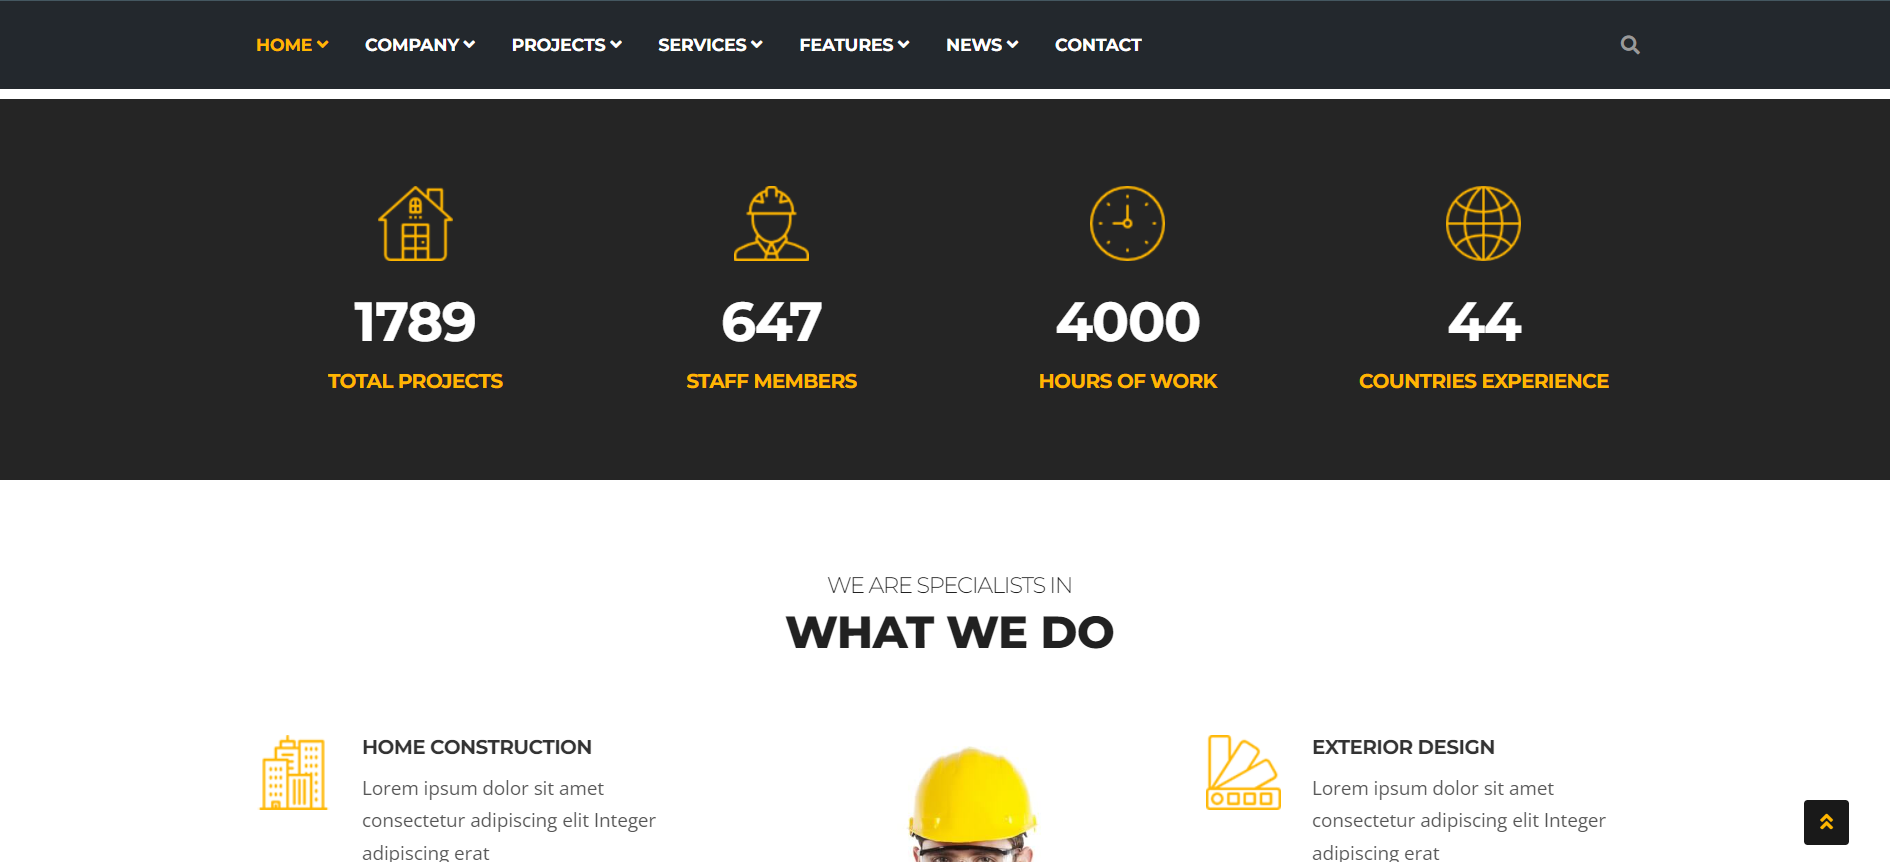 HOME COMPANY PROJECTS SERVICES FEATURES NEWS CONTACT
1789
TOTAL PROJECTS
647
STAFF MEMBERS
4000
HOURS OF WORK
44
COUNTRIES EXPERIENCE
WE ARE SPECIALISTS IN
WHAT WE DO
HOME CONSTRUCTION
Lorem ipsum dolor sit amet
consectetur adipiscing elit Integer
adipiscing erat
EXTERIOR DESIGN
Lorem ipsum dolor sit amet
consectetur adipiscing elit Integer
adipiscing erat